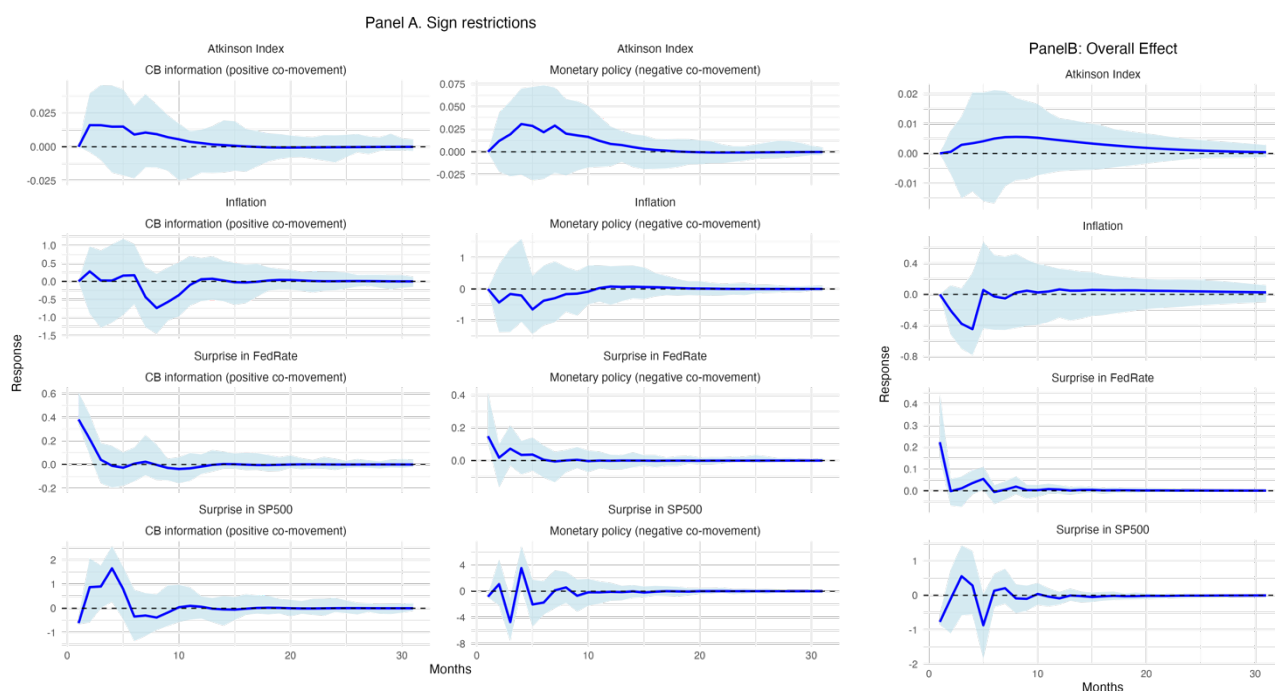 Panel A. Sign restrictions
Atkinson Index
Atkinson Index
CB information (positive co-movement)
Monetary policy (negative co-movement)
0.025
0.000
-0.025
0.075
0.050
0.025
0.000
-0.025
Inflation
Inflation
CB information (positive co-movement)
Monetary policy (negative co-movement)
1.0
0.5
0.0
-0.5
-1.0
-1.5
1
0
-1
Surprise in FedRate
Surprise in FedRate
CB information (positive co-movement)
Monetary policy (negative co-movement)
0.6
0.4
0.2
0.0
-0.2
0.4
0.2
0.0
Surprise in SP500
Surprise in SP500
CB information (positive co-movement)
Monetary policy (negative co-movement)
2
1
0
-1
4
0
-4
-8
0 10 20 30
0 10 20 30
Response
Months
PanelB: Overall Effect
Atkinson Index
0.02
0.01
0.00
-0.01
Inflation
0.4
0.0
-0.4
-0.8
Surprise in FedRate
0.4
0.3
0.2
0.1
0.0
Surprise in SP500
1
0
-1
-2
0 10 20 30
Response
Months